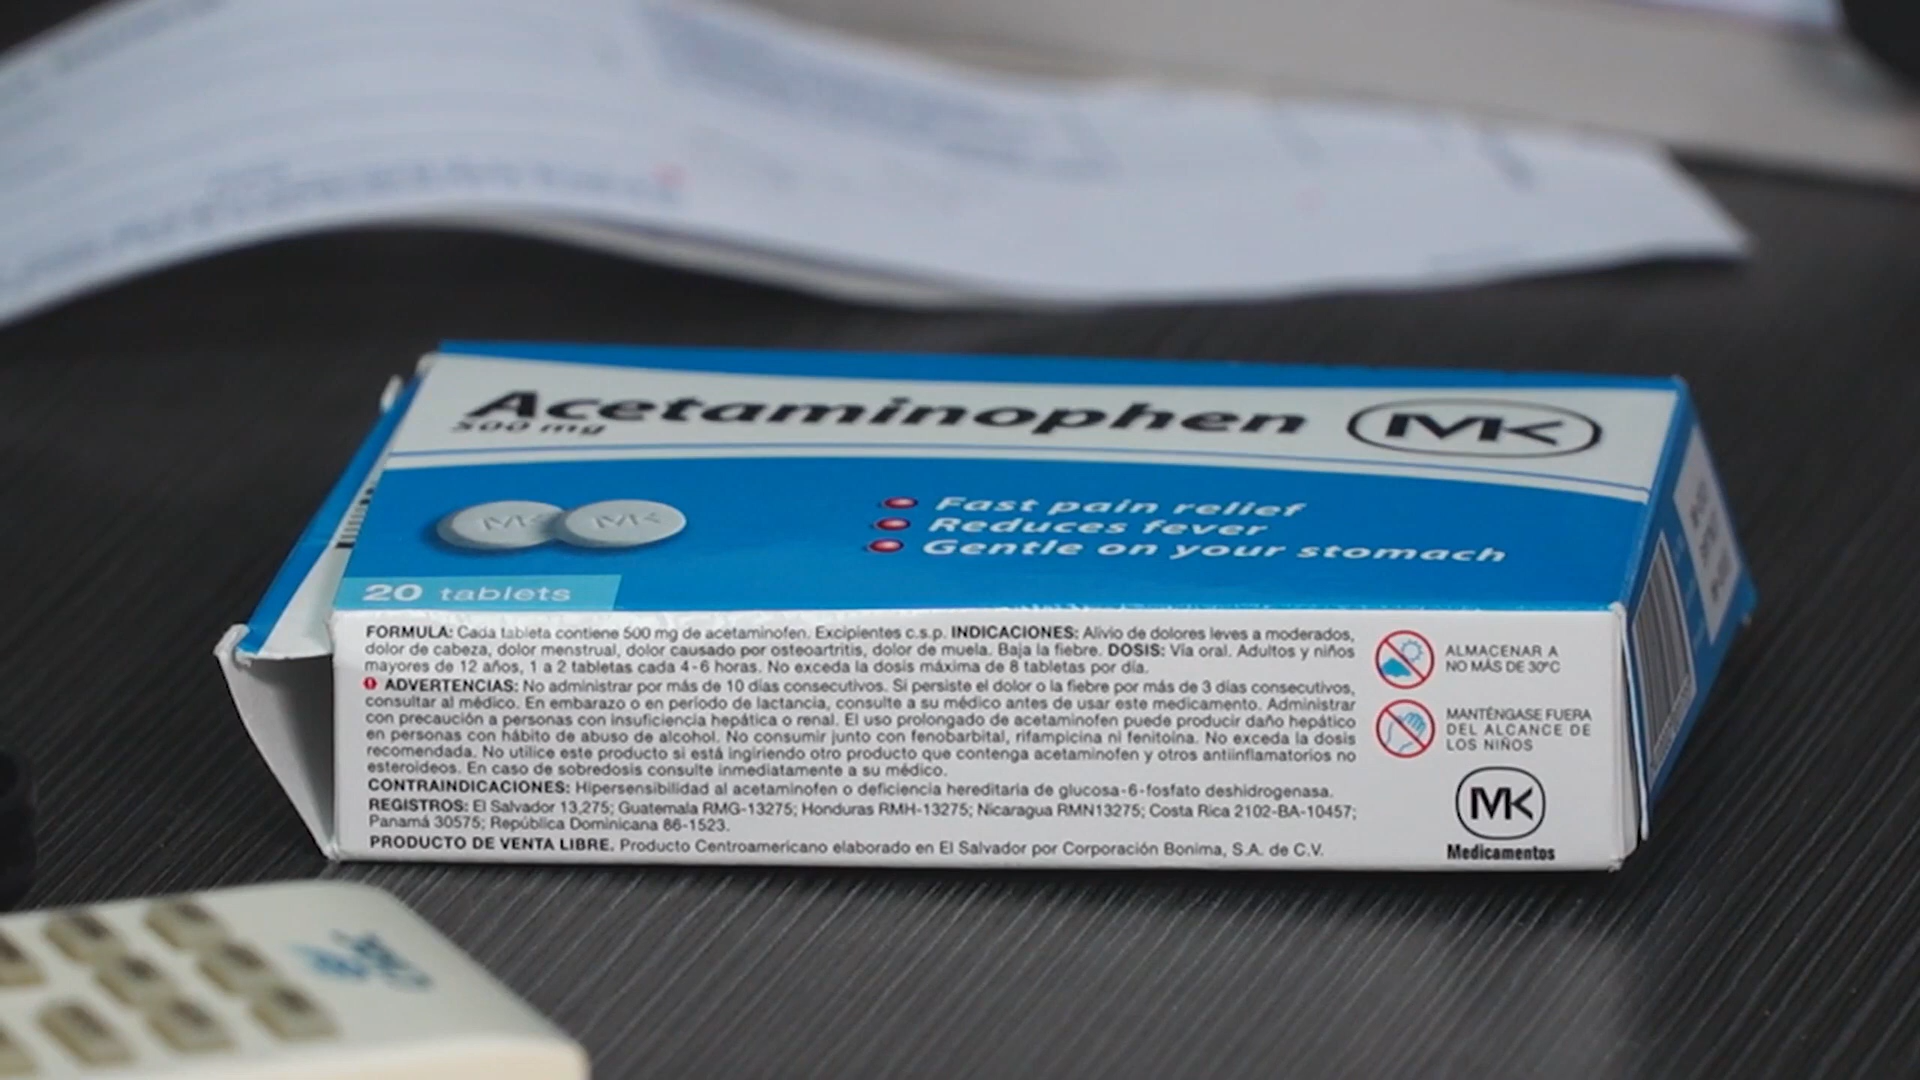 Acetaminophen MK
500 mg
MK MK
Fast pain relief
Reduces fever
Gentle on your stomach
20 tablets
FORMULA: Cada tableta contiene 500 mg de acetaminofen. Excipientes c.s.p. INDICACIONES: Alivio de dolores leves a moderados,
dolor de cabeza, dolor menstrual, dolor causado por osteoartritis, dolor de muela. Baja la fiebre. DOSIS: Vía oral. Adultos y niños
mayores de 12 años, 1 a 2 tabletas cada 4-6 horas. No exceda la dosis máxima de 8 tabletas por día.
ADVERTENCIAS: No administrar por más de 10 días consecutivos. Si persiste el dolor o la fiebre por más de 3 días consecutivos,
consultar al médico. En embarazo o en período de lactancia, consulte a su médico antes de usar este medicamento. Administrar
con precaución a personas con insuficiencia hepática o renal. El uso prolongado de acetaminofen puede producir daño hepático
en personas con hábito de abuso de alcohol. No consumir junto con fenobarbital, rifampicina ni fenitoína. No exceda la dosis
recomendada. No utilice este producto si está ingiriendo otro producto que contenga acetaminofen y otros antiinflamatorios no
esteroideos. En caso de sobredosis consulte inmediatamente a su médico.
CONTRAINDICACIONES: Hipersensibilidad al acetaminofen o deficiencia hereditaria de glucosa-6-fosfato deshidrogenasa.
REGISTROS: El Salvador 13,275; Guatemala RMG-13275; Honduras RMH-13275; Nicaragua RMN13275; Costa Rica 2102-BA-10457;
Panamá 30575; República Dominicana 86-1523.
PRODUCTO DE VENTA LIBRE. Producto Centroamericano elaborado en El Salvador por Corporación Bonima, S.A. de C.V.
ALMACENAR A
NO MÁS DE 30°C
MANTÉNGASE FUERA
DEL ALCANCE DE
LOS NIÑOS
MK
Medicamentos